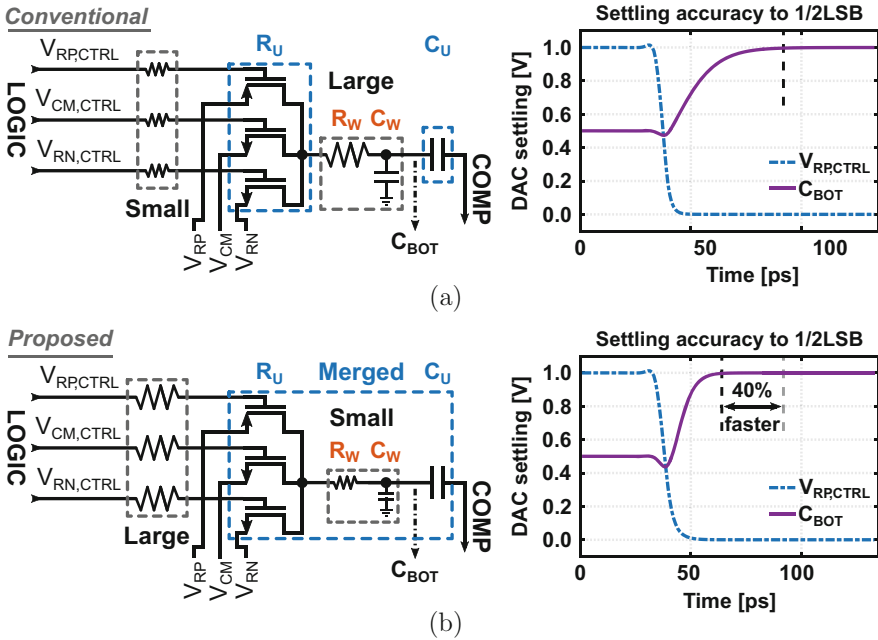 Conventional
Settling accuracy to 1/2LSB
V_RP,CTRL
R_U
C_U
LOGIC
V_CM,CTRL
Large
R_W C_W
V_RN,CTRL
Small
V_RP
V_CM
V_RN
C_BOT
COMP
DAC settling [V]
1.0
0.8
0.6
0.4
0.2
0.0
V_RP,CTRL
C_BOT
0
50
100
Time [ps]
(a)
Proposed
Settling accuracy to 1/2LSB
V_RP,CTRL
R_U
Merged
C_U
LOGIC
V_CM,CTRL
Small
R_W C_W
V_RN,CTRL
Large
V_RP
V_CM
V_RN
C_BOT
COMP
DAC settling [V]
1.0
0.8
0.6
0.4
0.2
0.0
40%
faster
V_RP,CTRL
C_BOT
0
50
100
Time [ps]
(b)